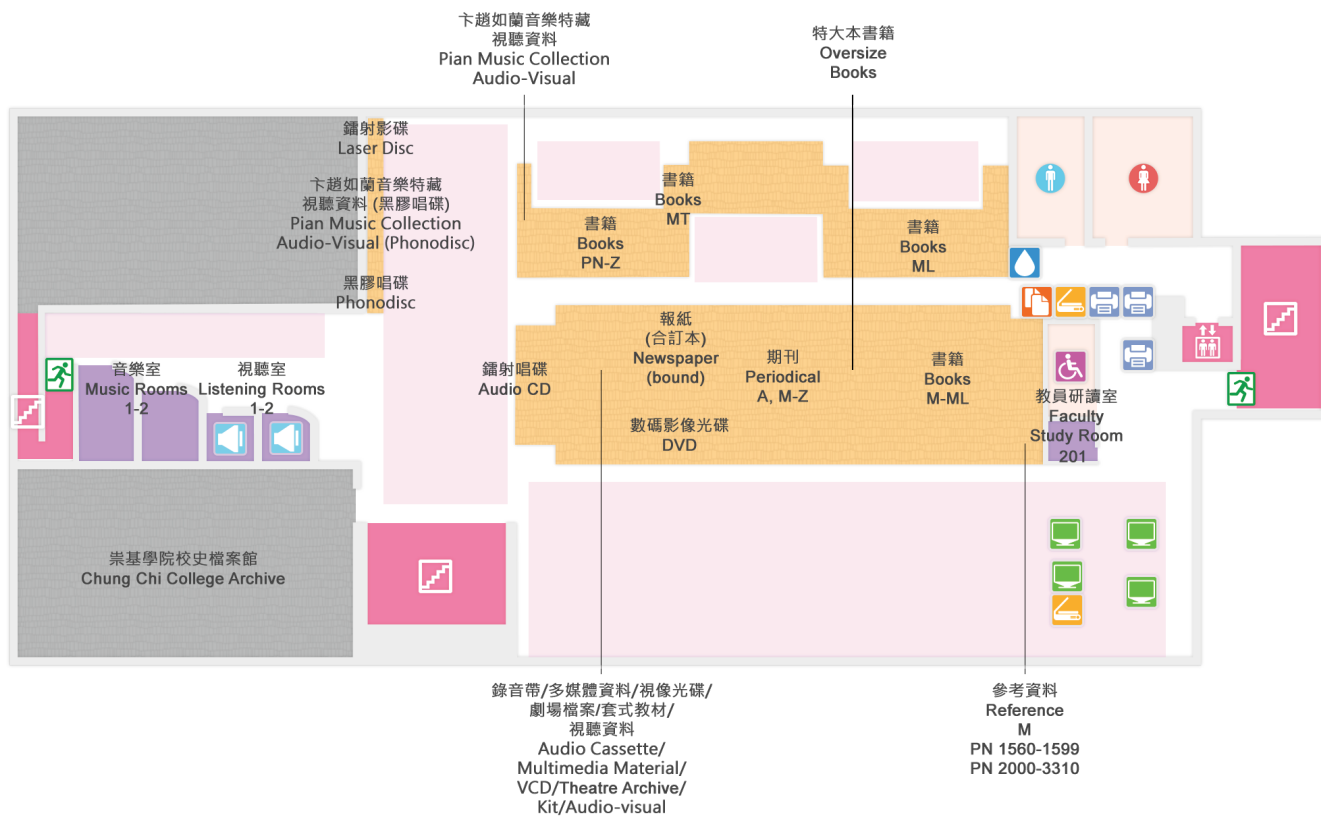 卞趙如蘭音樂特藏
視聽資料
Pian Music Collection
Audio-Visual
特大本書籍
Oversize
Books
鐳射影碟
Laser Disc
卞趙如蘭音樂特藏
視聽資料 (黑膠唱碟)
Pian Music Collection
Audio-Visual (Phonodisc)
黑膠唱碟
Phonodisc
書籍
Books
PN-Z
書籍
Books
MT
書籍
Books
ML
音樂室
Music Rooms
1-2
視聽室
Listening Rooms
1-2
鐳射唱碟
Audio CD
報紙
(合訂本)
Newspaper
(bound)
期刊
Periodical
A, M-Z
書籍
Books
M-ML
數碼影像光碟
DVD
教員研讀室
Faculty
Study Room
201
崇基學院校史檔案館
Chung Chi College Archive
錄音帶/多媒體資料/視像光碟/
劇場檔案/套式教材/
視聽資料
Audio Cassette/
Multimedia Material/
VCD/Theatre Archive/
Kit/Audio-visual
參考資料
Reference
M
PN 1560-1599
PN 2000-3310